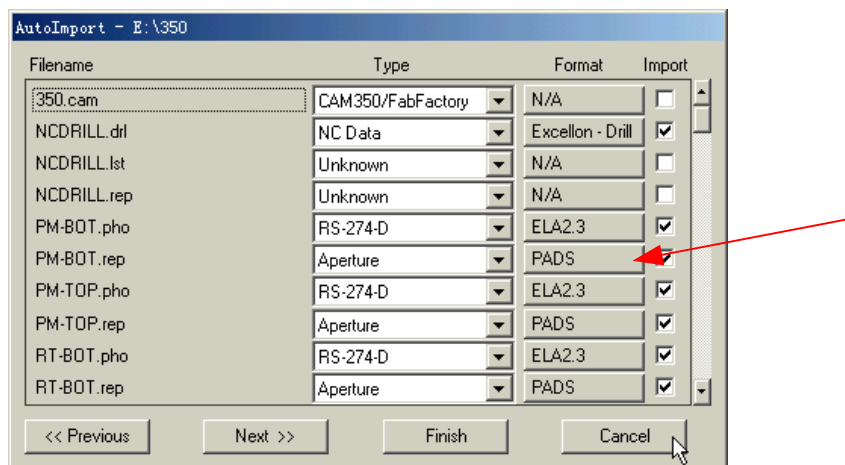 AutoImport - E:\350
Filename Type Format Import
350.cam CAM350/FabFactory N/A
NCDRILL.drl NC Data Excellon - Drill
NCDRILL.lst Unknown N/A
NCDRILL.rep Unknown N/A
PM-BOT.pho RS-274-D ELA2.3
PM-BOT.rep Aperture PADS
PM-TOP.pho RS-274-D ELA2.3
PM-TOP.rep Aperture PADS
RT-BOT.pho RS-274-D ELA2.3
RT-BOT.rep Aperture PADS
<< Previous Next >> Finish Cancel